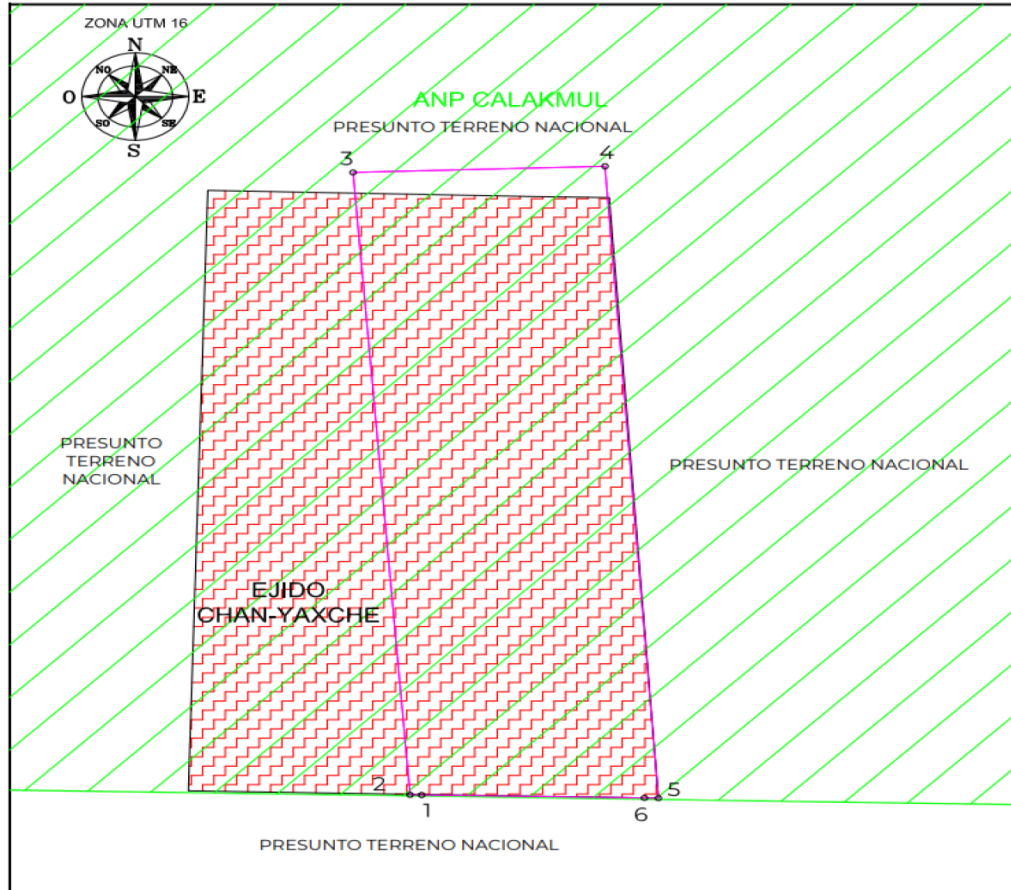 ZONA UTM 16
N
NO
NE
O
E
SO
SE
S
ANP CALAKMUL
PRESUNTO TERRENO NACIONAL
3
4
PRESUNTO
TERRENO
NACIONAL
PRESUNTO TERRENO NACIONAL
EJIDO
CHAN-YAXCHE
2
1
5
6
PRESUNTO TERRENO NACIONAL